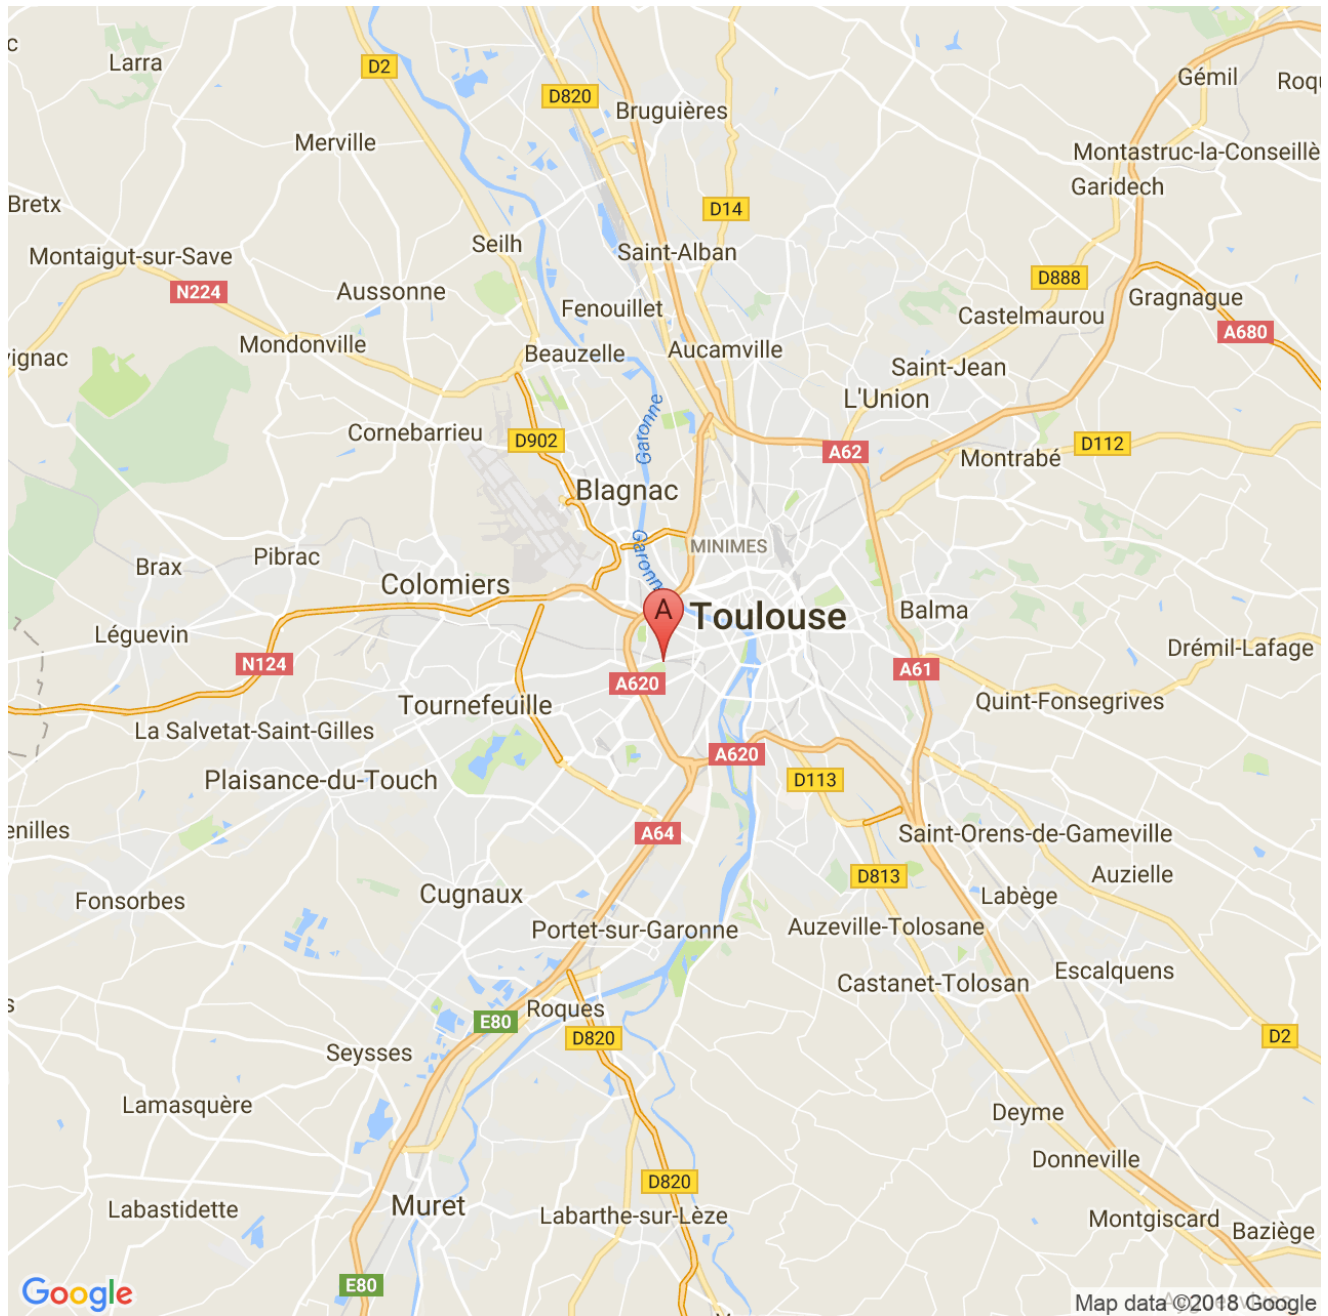 Larra
D2
D820
Bruguières
Gémil
Merville
Montastruc-la-Conseillè
Garidech
Bretx
D14
Montaigut-sur-Save
Seilh
Saint-Alban
N224
Aussonne
D888
Gragnague
Fenouillet
Castelmaurou
A680
Mondonville
Beauzelle
Aucamville
vignac
Saint-Jean
L'Union
Garonne
Cornebarrieu
D902
D112
A62
Montrabé
Blagnac
MINIMES
Pibrac
Brax
Garonn
Colomiers
A
Toulouse
Balma
Léguevin
Drémil-Lafage
N124
A61
A620
Tournefeuille
Quint-Fonsegrives
La Salvetat-Saint-Gilles
A620
Plaisance-du-Touch
D113
enilles
A64
Saint-Orens-de-Gameville
D813
Auzielle
Cugnaux
Labège
Fonsorbes
Portet-sur-Garonne
Auzeville-Tolosane
Escalquens
Castanet-Tolosan
Roques
E80
D820
D2
Seysses
Lamasquère
Deyme
Donneville
D820
Muret
Labastidette
Labarthe-sur-Lèze
Montgiscard
Baziège
E80
Google
Map data ©2018 Google